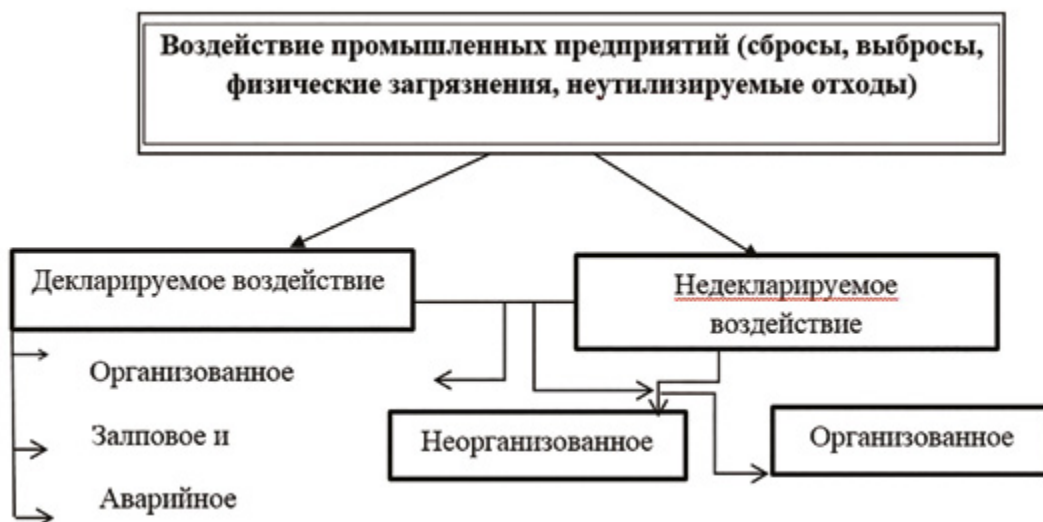 Воздействие промышленных предприятий (сбросы, выбросы,
физические загрязнения, неутилизируемые отходы)
Декларируемое воздействие
Недекларируемое
воздействие
Организованное
Залповое и
Аварийное
Неорганизованное
Организованное